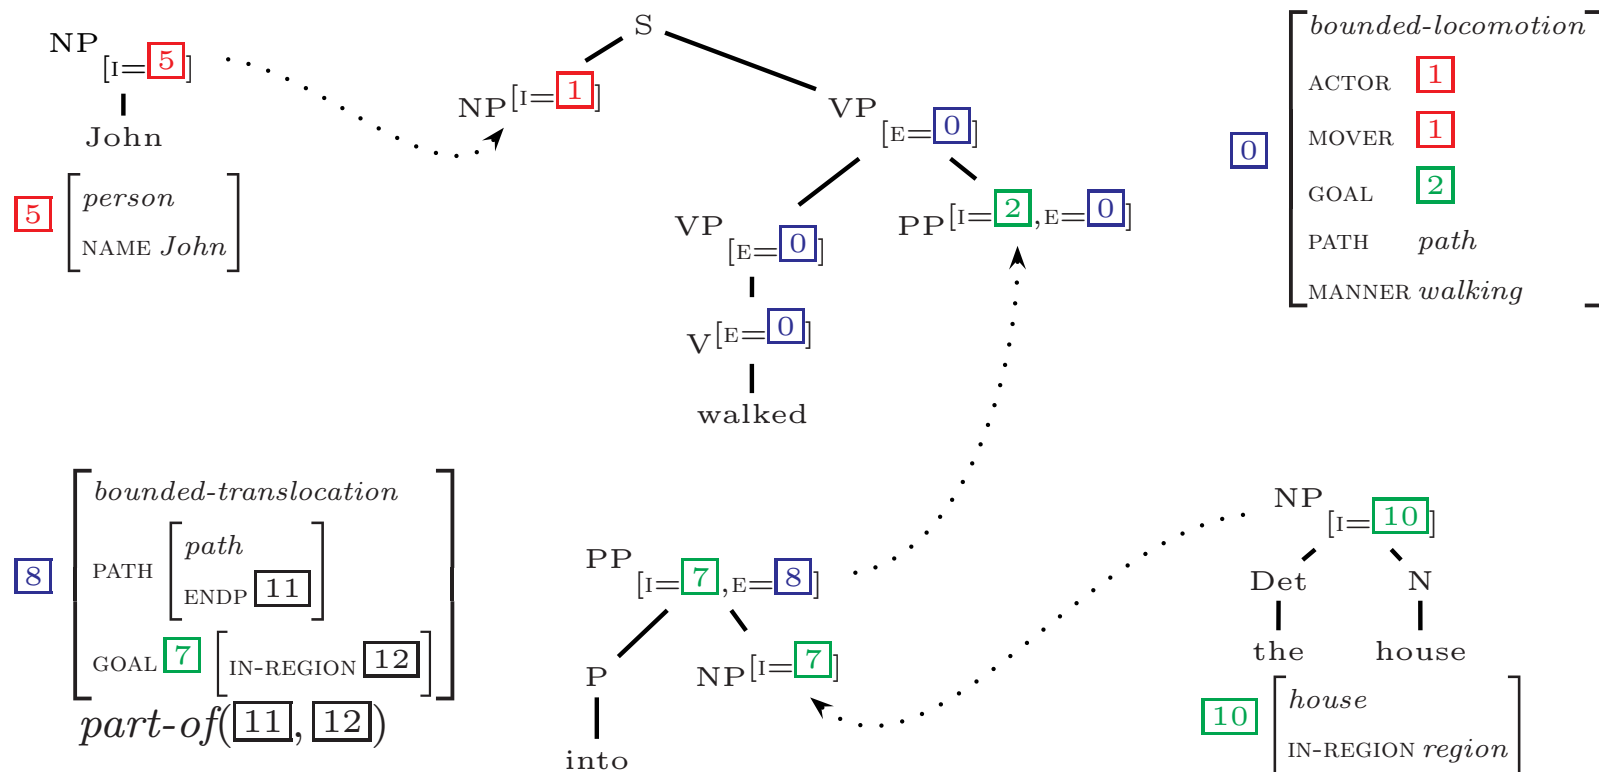 S
NP[I=5]
John
5 [person
NAME John]
NP[I=1]
VP[E=0]
VP[E=0]
PP[I=2,E=0]
V[E=0]
walked
0 [bounded-locomotion
ACTOR 1
MOVER 1
GOAL 2
PATH path
MANNER walking]
8 [bounded-translocation
PATH [path
ENDP 11]
GOAL 7 [IN-REGION 12]]
part-of(11, 12)
PP[I=7,E=8]
P
NP[I=7]
into
NP[I=10]
Det N
the house
10 [house
IN-REGION region]